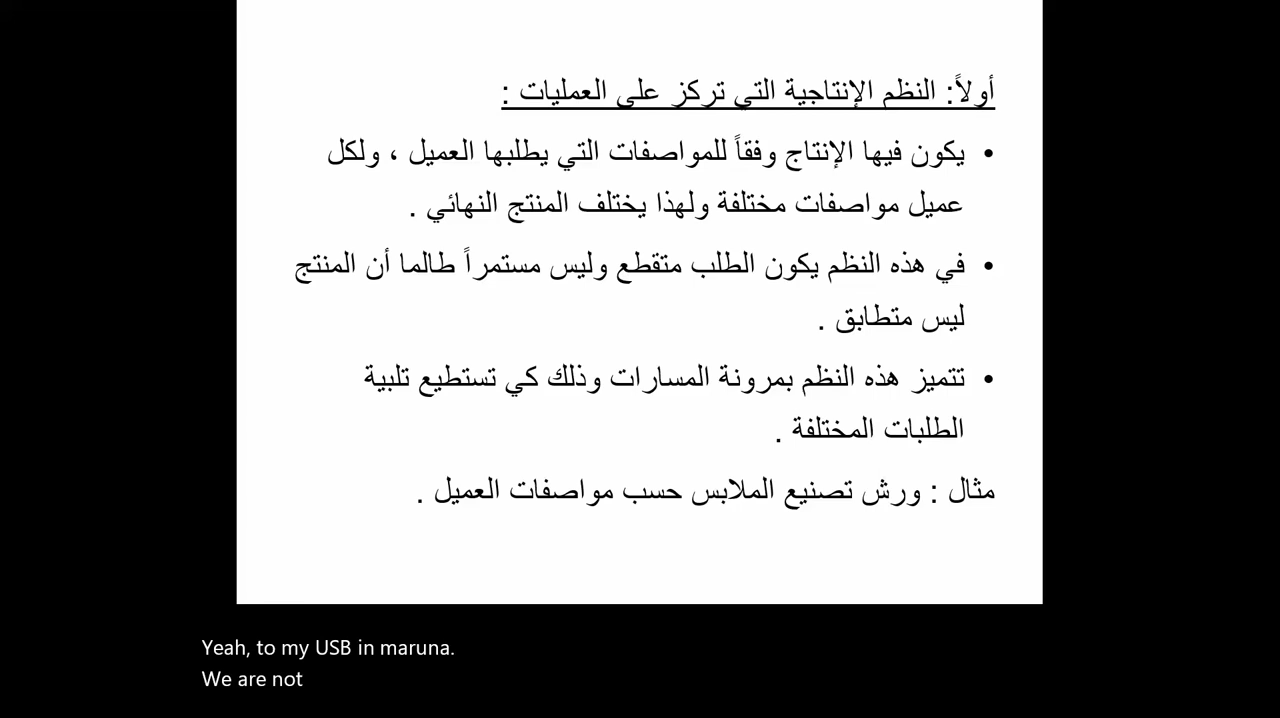 أولاً: النظم الإنتاجية التي تركز على العمليات :
• يكون فيها الإنتاج وفقاً للمواصفات التي يطلبها العميل ، ولكل
عميل مواصفات مختلفة ولهذا يختلف المنتج النهائي .
• في هذه النظم يكون الطلب متقطع وليس مستمراً طالما أن المنتج
ليس متطابق .
• تتميز هذه النظم بمرونة المسارات وذلك كي تستطيع تلبية
الطلبات المختلفة .
مثال : ورش تصنيع الملابس حسب مواصفات العميل .
Yeah, to my USB in maruna.
We are not